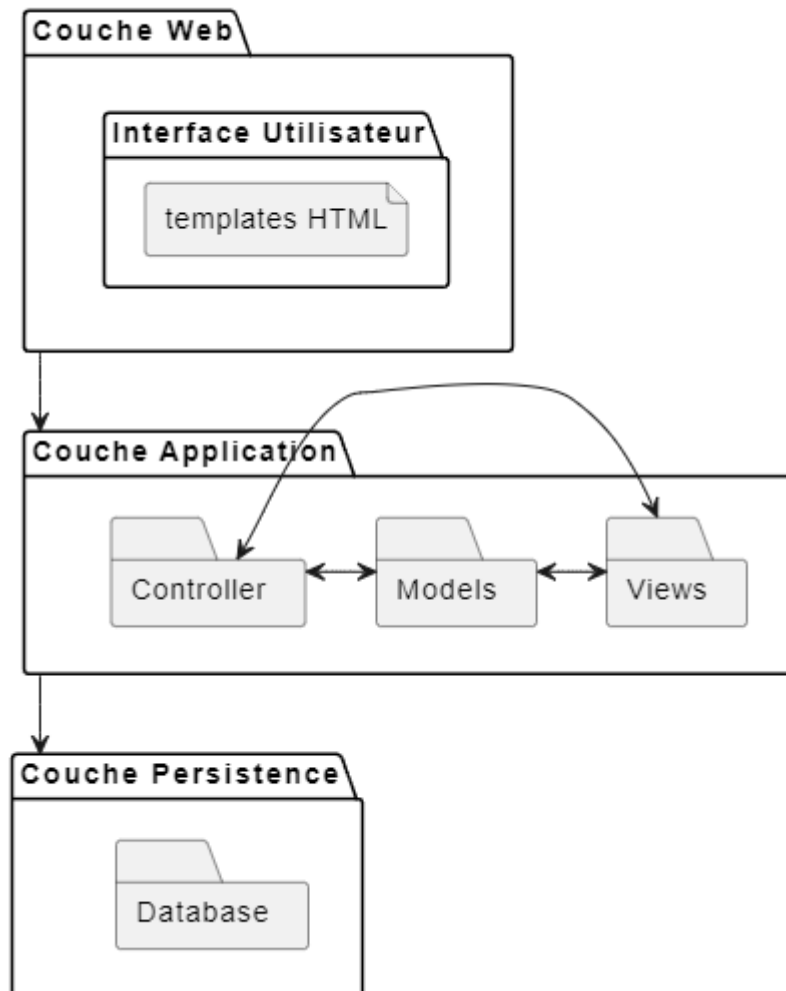 Couche Web
Interface Utilisateur
templates HTML
Couche Application
Controller
Models
Views
Couche Persistence
Database